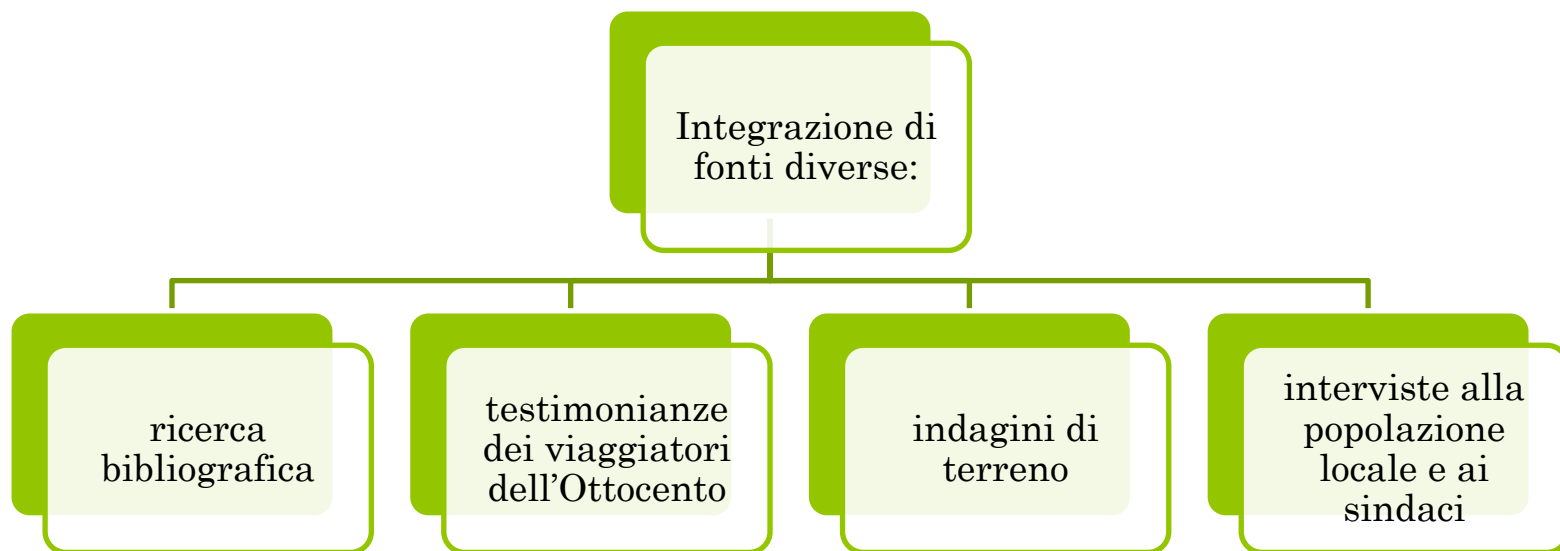 Integrazione di
fonti diverse:
ricerca
bibliografica
testimonianze
dei viaggiatori
dell’Ottocento
indagini di
terreno
interviste alla
popolazione
locale e ai
sindaci